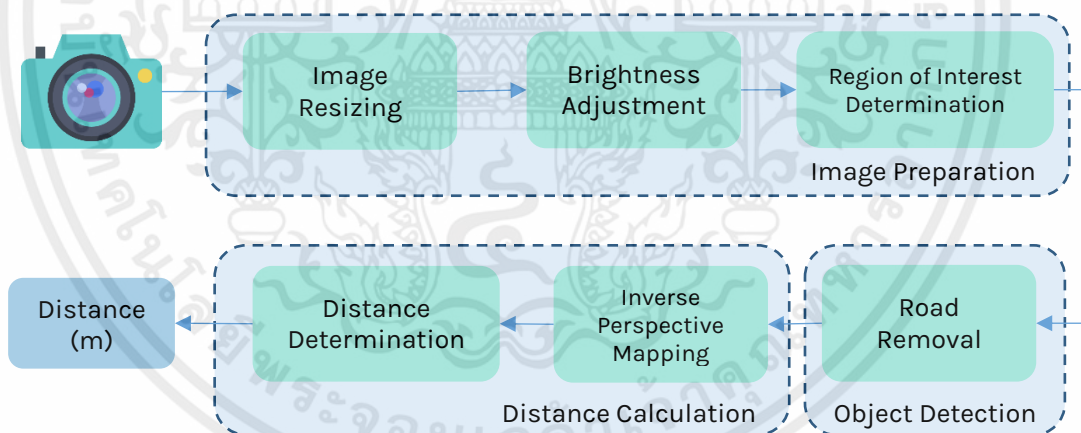 Image
Resizing
Brightness
Adjustment
Region of Interest
Determination
Image Preparation
Distance
(m)
Distance
Determination
Inverse
Perspective
Mapping
Road
Removal
Distance Calculation
Object Detection